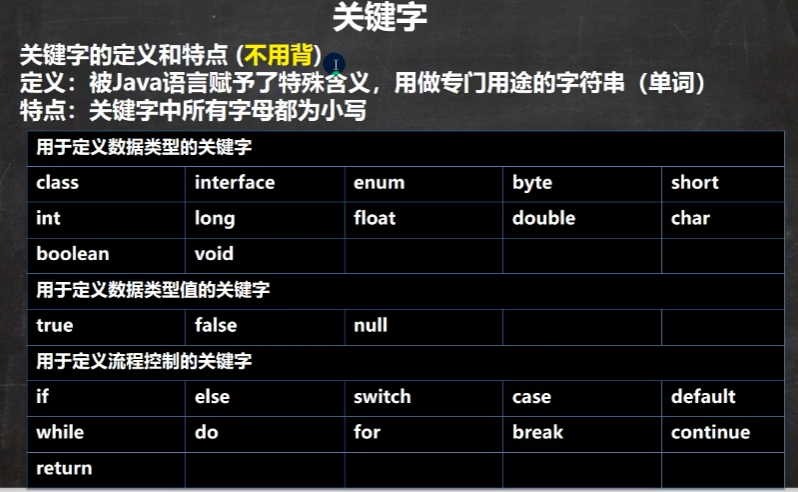 关键字
关键字的定义和特点 (不用背)
定义：被Java语言赋予了特殊含义，用做专门用途的字符串（单词）
特点：关键字中所有字母都为小写
用于定义数据类型的关键字
class interface enum byte short
int long float double char
boolean void
用于定义数据类型值的关键字
true false null
用于定义流程控制的关键字
if else switch case default
while do for break continue
return